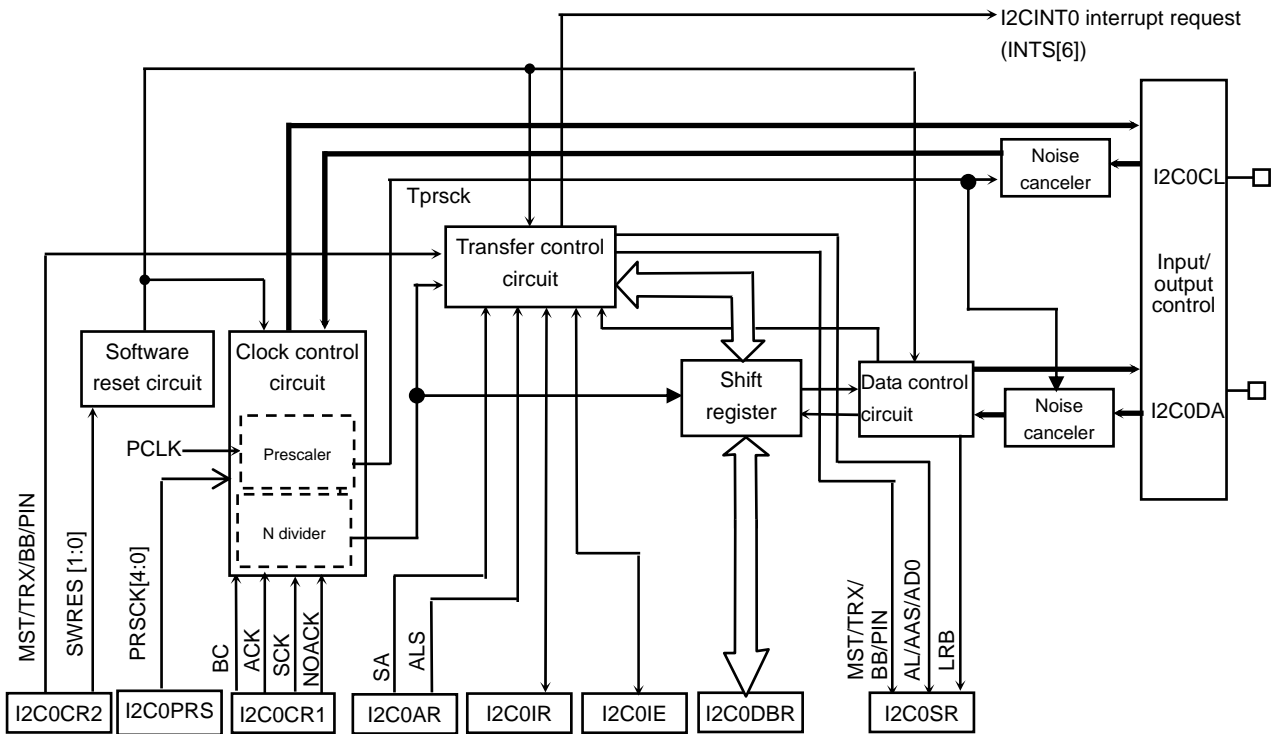 I2CINT0 interrupt request
(INTS[6])
Noise
canceler
I2C0CL
Tprsck
Transfer control
circuit
Input/
output
control
Software
reset circuit
Clock control
circuit
Shift
register
Data control
circuit
Noise
canceler
I2C0DA
PCLK
Prescaler
N divider
MST/TRX/BB/PIN
SWRES [1:0]
PRSCK[4:0]
BC
ACK
SCK
NOACK
SA
ALS
MST/TRX/
BB/PIN
AL/AAS/AD0
LRB
I2C0CR2
I2C0PRS
I2C0CR1
I2C0AR
I2C0IR
I2C0IE
I2C0DBR
I2C0SR